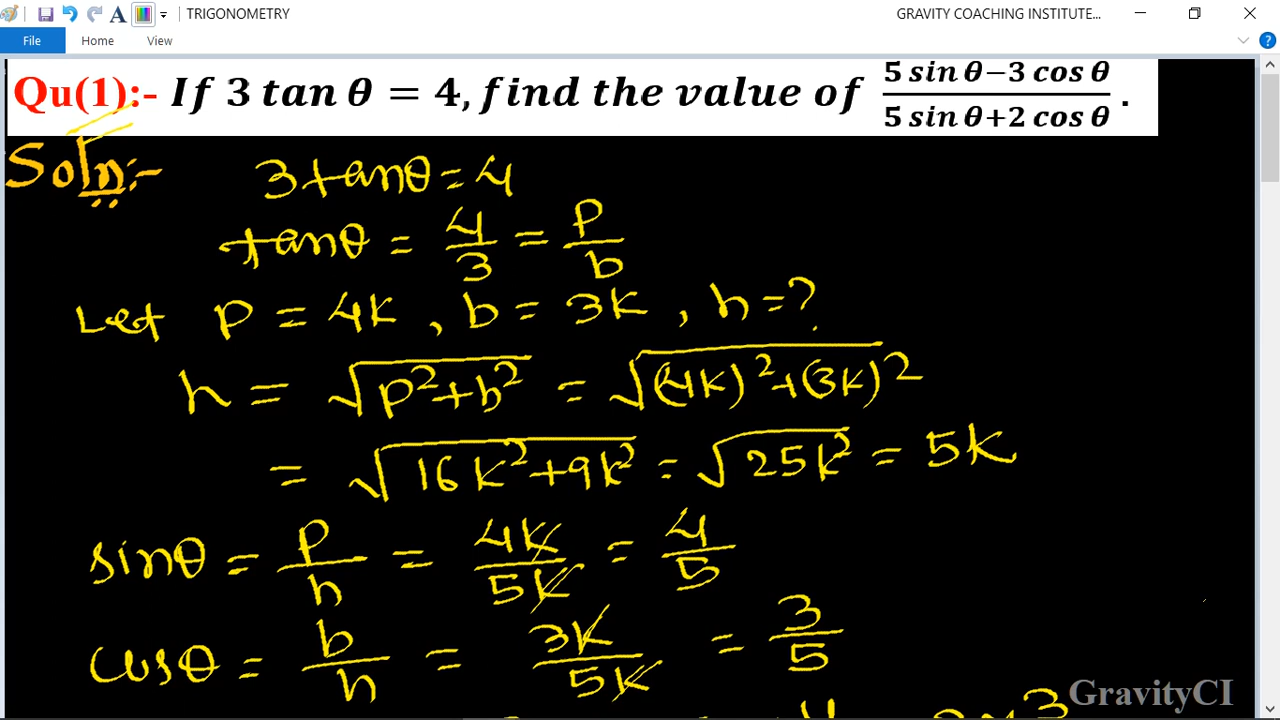 TRIGONOMETRY
GRAVITY COACHING INSTITUTE...
File Home View
Qu(1):- If 3 tan θ = 4, find the value of (5 sin θ−3 cos θ)/(5 sin θ+2 cos θ).
Soln:- 3tanθ=4
tanθ = 4/3 = P/b
Let P = 4K, b = 3K, h=?
h = √(P²+b²) = √((4K)²+(3K)²)
= √(16K²+9K²) = √(25K²) = 5K
sinθ = P/h = 4K/5K = 4/5
cosθ = b/h = 3K/5K = 3/5
GravityCI